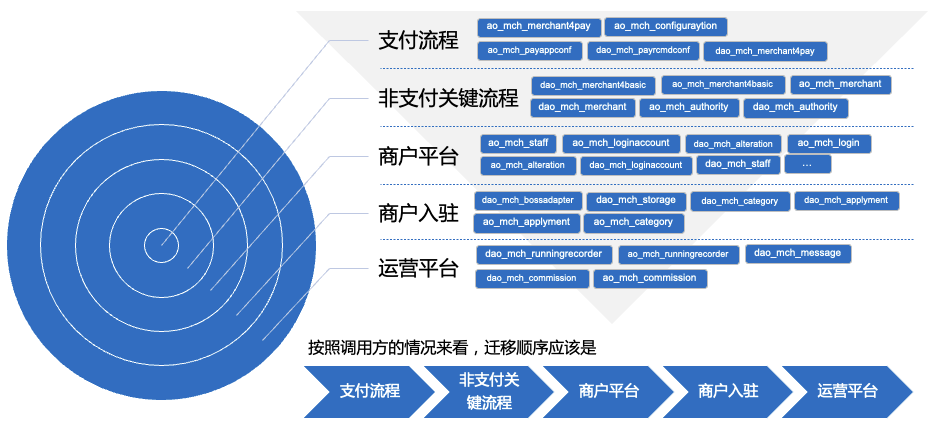 支付流程
ao_mch_merchant4pay
ao_mch_configuraytion
ao_mch_payappconf
dao_mch_payrcmdconf
dao_mch_merchant4pay
非支付关键流程
dao_mch_merchant4basic
ao_mch_merchant4basic
ao_mch_merchant
dao_mch_merchant
ao_mch_authority
dao_mch_authority
商户平台
ao_mch_staff
ao_mch_loginaccount
dao_mch_alteration
ao_mch_login
ao_mch_alteration
dao_mch_loginaccount
dao_mch_staff
...
商户入驻
dao_mch_bossadapter
dao_mch_storage
dao_mch_category
dao_mch_applyment
ao_mch_applyment
ao_mch_category
运营平台
dao_mch_runningrecorder
ao_mch_runningrecorder
dao_mch_message
dao_mch_commission
ao_mch_commission
按照调用方的情况来看，迁移顺序应该是
支付流程
非支付关
键流程
商户平台
商户入驻
运营平台